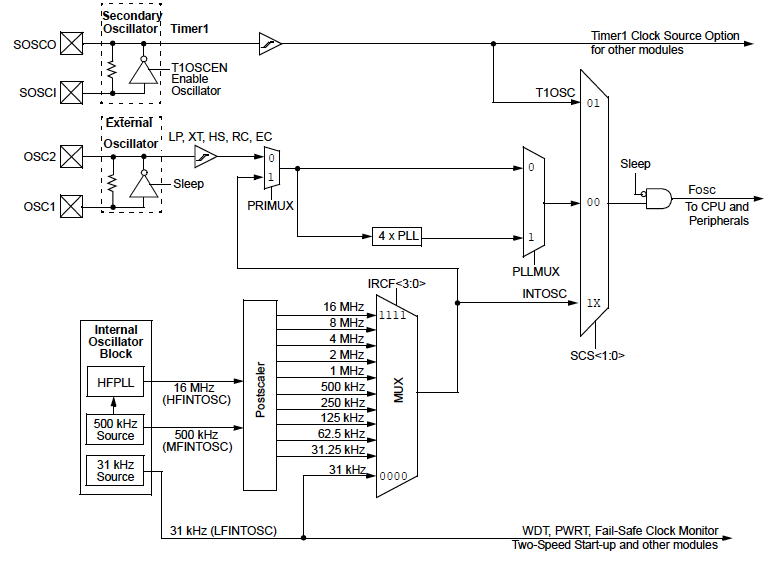 Secondary
Oscillator
Timer1
SOSCO
Timer1 Clock Source Option
for other modules
SOSCI
T1OSCEN
Enable
Oscillator
T1OSC
01
External
Oscillator
LP, XT, HS, RC, EC
OSC2
0
1
0
Sleep
Sleep
OSC1
PRIMUX
00
FOSC
To CPU and
Peripherals
4 x PLL
1
PLLMUX
IRCF<3:0>
INTOSC
1X
SCS<1:0>
Internal
Oscillator
Block
HFPLL
16 MHz
(HFINTOSC)
500 kHz
Source
500 kHz
(MFINTOSC)
31 kHz
Source
Postscaler
16 MHz
1111
8 MHz
4 MHz
2 MHz
1 MHz
500 kHz
250 kHz
125 kHz
62.5 kHz
31.25 kHz
31 kHz
0000
MUX
31 kHz (LFINTOSC)
WDT, PWRT, Fail-Safe Clock Monitor
Two-Speed Start-up and other modules